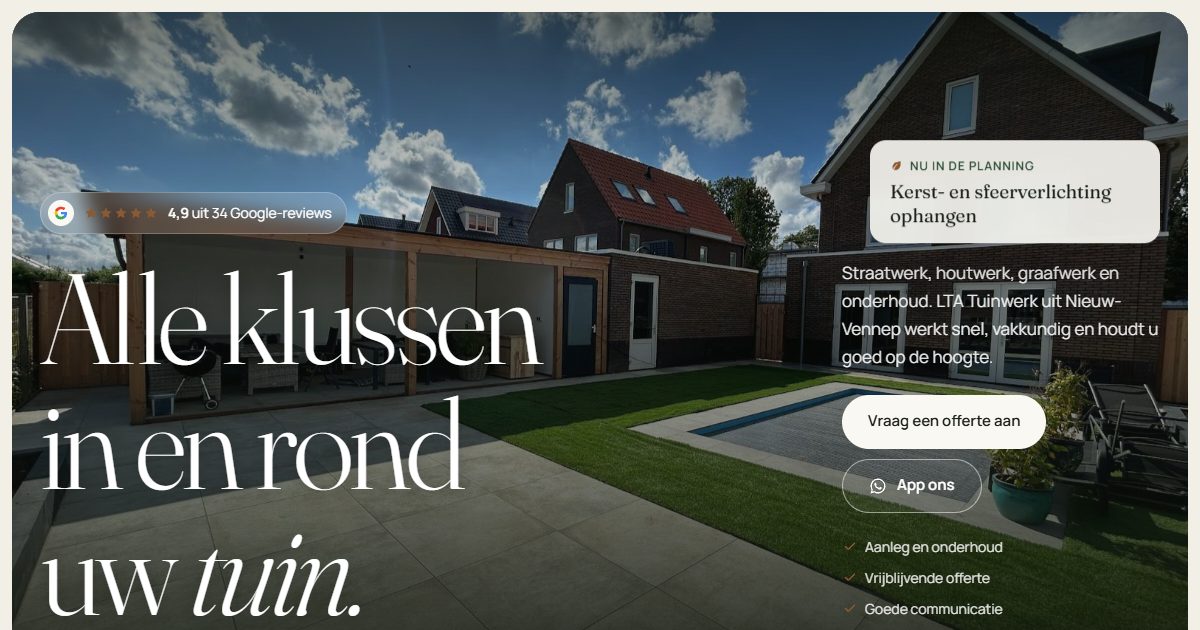 4,9 uit 34 Google-reviews
Alle klussen
in en rond
uw tuin.
NU IN DE PLANNING
Kerst- en sfeerverlichting
ophangen
Straatwerk, houtwerk, graafwerk en
onderhoud. LTA Tuinwerk uit Nieuw-
Vennep werkt snel, vakkundig en houdt u
goed op de hoogte.
Vraag een offerte aan
App ons
Aanleg en onderhoud
Vrijblijvende offerte
Goede communicatie